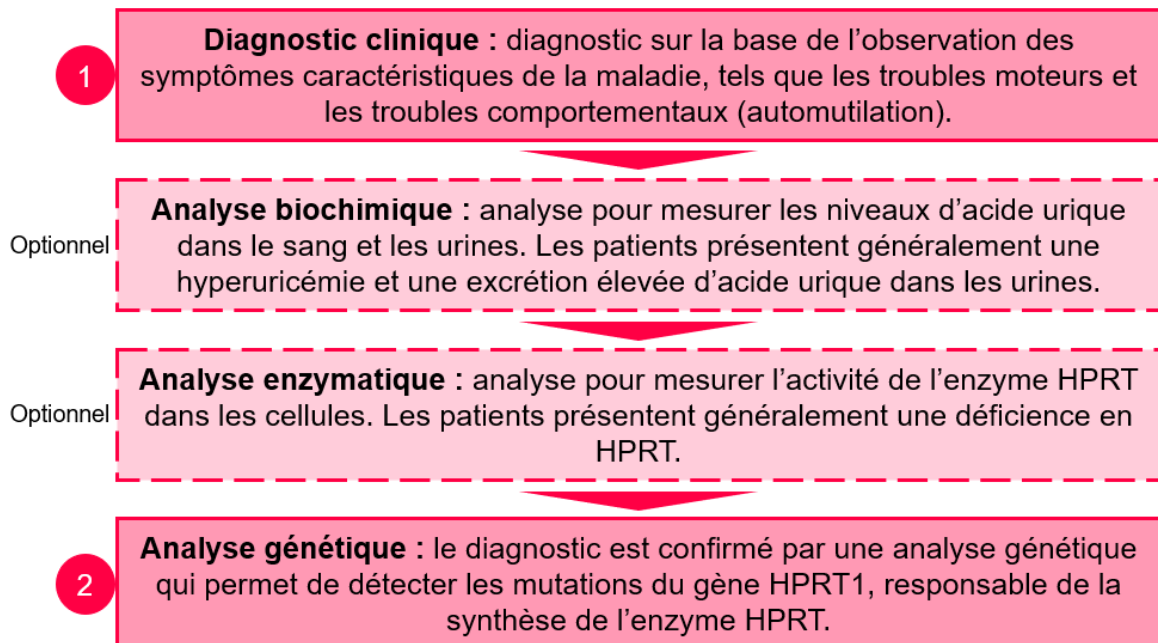 1
Diagnostic clinique : diagnostic sur la base de l’observation des
symptômes caractéristiques de la maladie, tels que les troubles moteurs et
les troubles comportementaux (automutilation).
Optionnel
Analyse biochimique : analyse pour mesurer les niveaux d’acide urique
dans le sang et les urines. Les patients présentent généralement une
hyperuricémie et une excrétion élevée d’acide urique dans les urines.
Optionnel
Analyse enzymatique : analyse pour mesurer l’activité de l’enzyme HPRT
dans les cellules. Les patients présentent généralement une déficience en
HPRT.
2
Analyse génétique : le diagnostic est confirmé par une analyse génétique
qui permet de détecter les mutations du gène HPRT1, responsable de la
synthèse de l’enzyme HPRT.